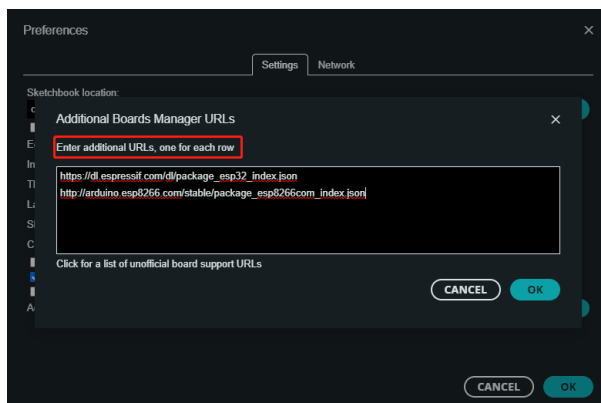 Preferences
Settings Network
Sketchbook location:
Additional Boards Manager URLs
Enter additional URLs, one for each row
https://dl.espressif.com/dl/package_esp32_index.json
http://arduino.esp8266.com/stable/package_esp8266com_index.json
Click for a list of unofficial board support URLs
CANCEL OK
CANCEL OK